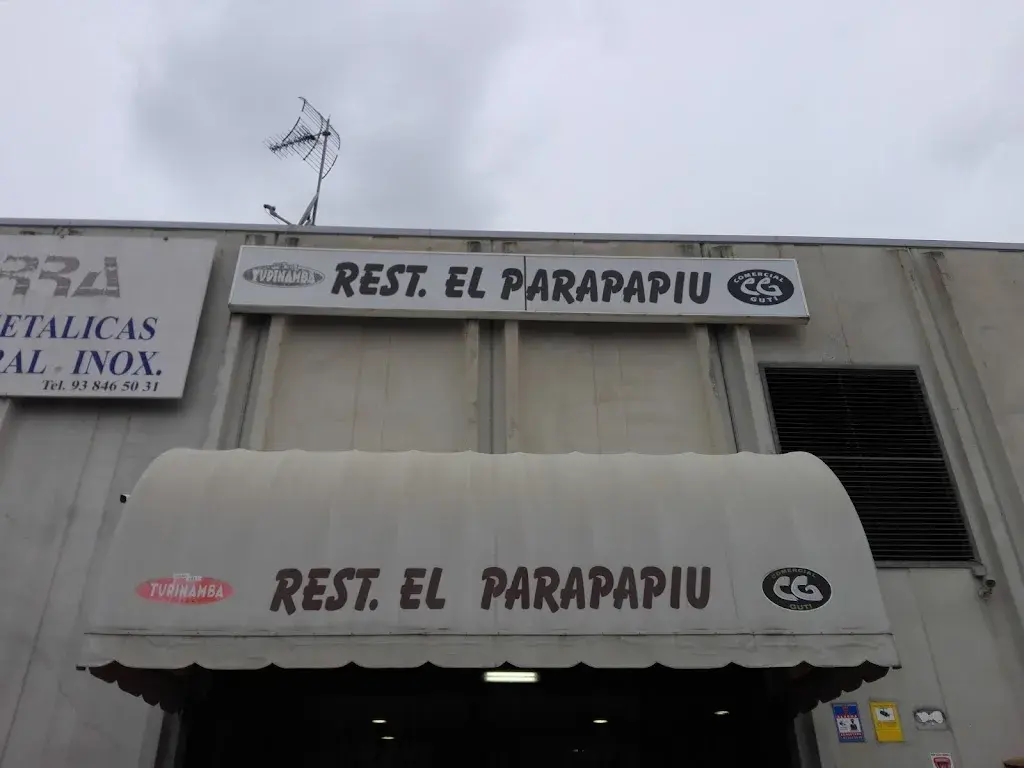 RRA
ETALICAS
RAL . INOX.
Tel. 93 846 50 31
TUPINAMBA
REST. EL PARAPAPIU
COMERCIAL
CG
GUTI
TUPINAMBA
REST. EL PARAPAPIU
COMERCIAL
CG
GUTI